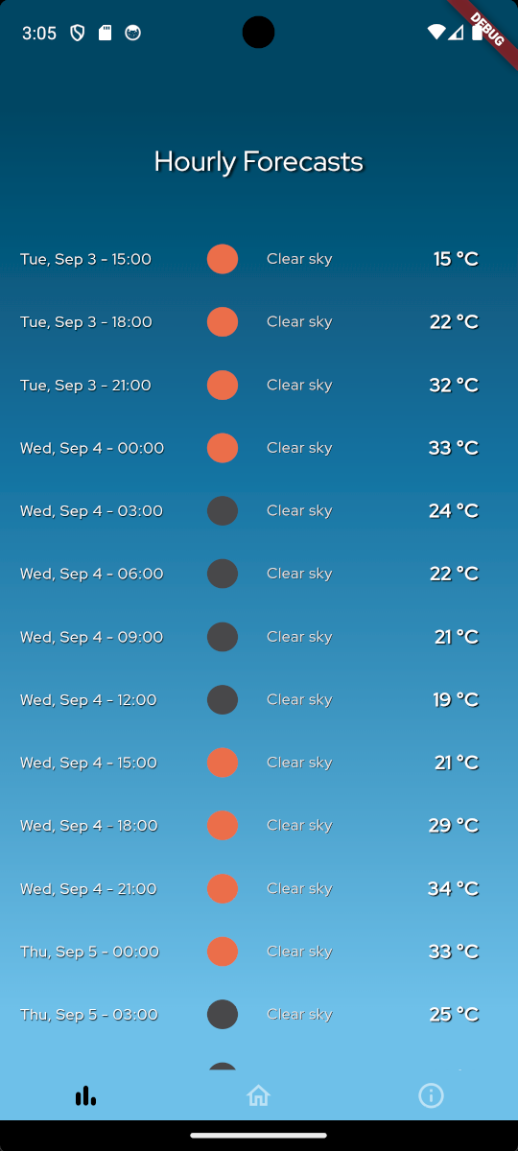 3:05
DEBUG
Hourly Forecasts
Tue, Sep 3 - 15:00 Clear sky 15 °C
Tue, Sep 3 - 18:00 Clear sky 22 °C
Tue, Sep 3 - 21:00 Clear sky 32 °C
Wed, Sep 4 - 00:00 Clear sky 33 °C
Wed, Sep 4 - 03:00 Clear sky 24 °C
Wed, Sep 4 - 06:00 Clear sky 22 °C
Wed, Sep 4 - 09:00 Clear sky 21 °C
Wed, Sep 4 - 12:00 Clear sky 19 °C
Wed, Sep 4 - 15:00 Clear sky 21 °C
Wed, Sep 4 - 18:00 Clear sky 29 °C
Wed, Sep 4 - 21:00 Clear sky 34 °C
Thu, Sep 5 - 00:00 Clear sky 33 °C
Thu, Sep 5 - 03:00 Clear sky 25 °C